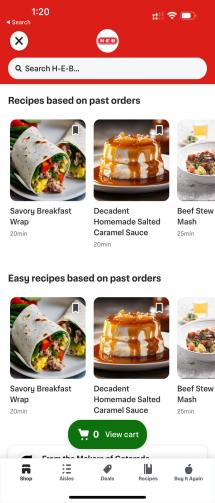 1:20
Search
H-E-B
Search H-E-B...
Recipes based on past orders
Savory Breakfast
Wrap
20min
Decadent
Homemade Salted
Caramel Sauce
20min
Beef Stew
Mash
25min
Easy recipes based on past orders
Savory Breakfast
Wrap
20min
Decadent
Homemade Salted
Caramel Sauce
Beef Stew
Mash
25min
0 View cart
From the Makers of Gatorade
Shop
Aisles
Deals
Recipes
Buy It Again